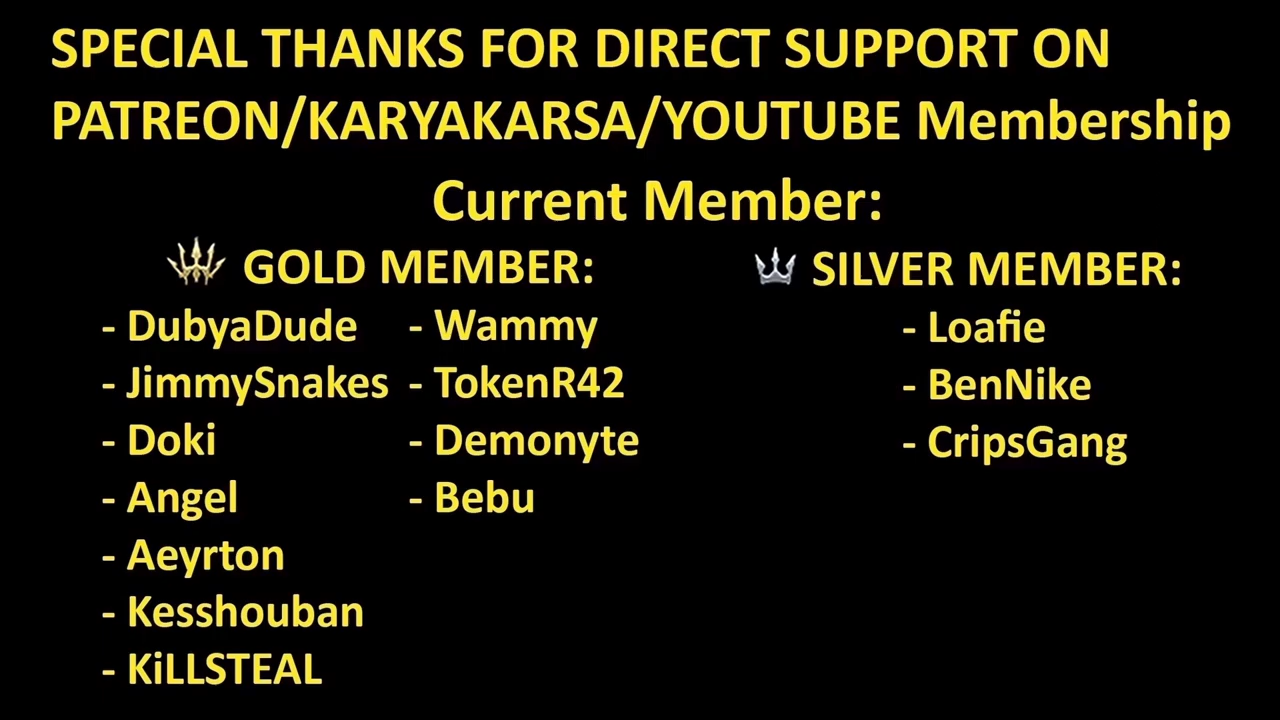 SPECIAL THANKS FOR DIRECT SUPPORT ON
PATREON/KARYAKARSA/YOUTUBE Membership
Current Member:
GOLD MEMBER:
- DubyaDude
- JimmySnakes
- Doki
- Angel
- Aeyrton
- Kesshouban
- KiLLSTEAL
- Wammy
- TokenR42
- Demonyte
- Bebu
SILVER MEMBER:
- Loafie
- BenNike
- CripsGang